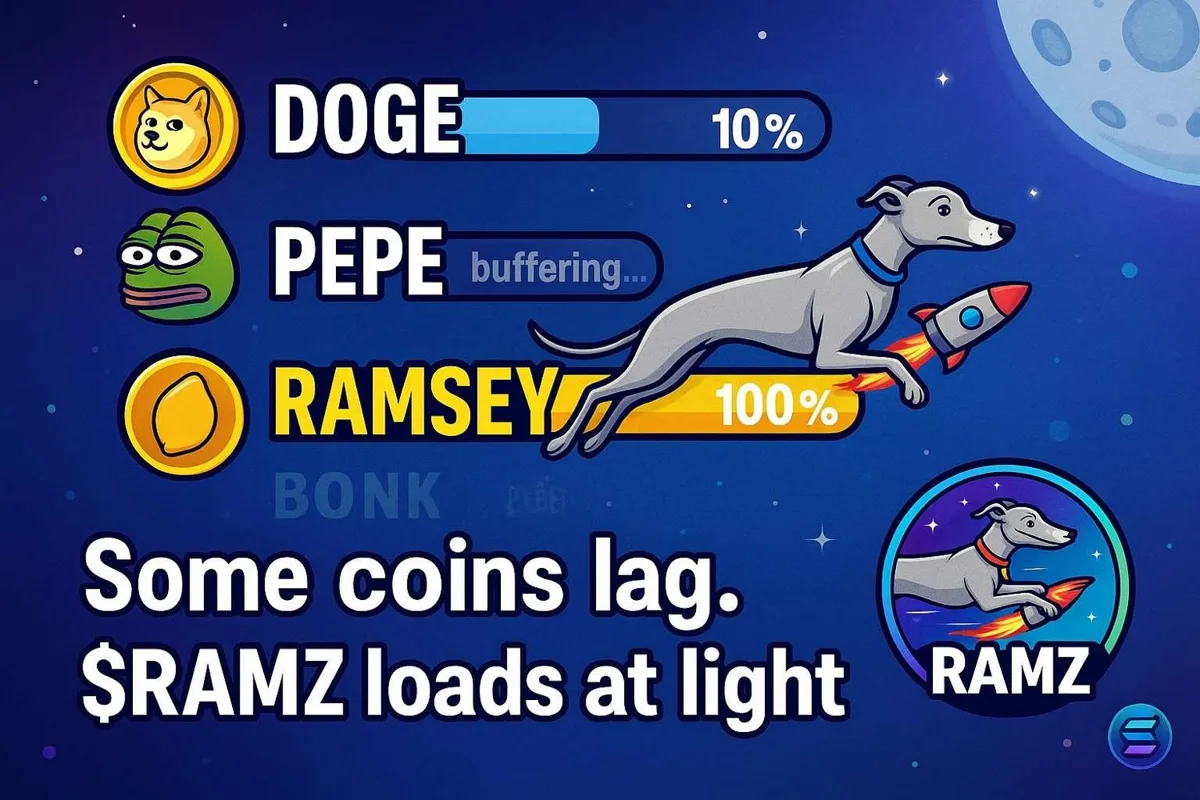 DOGE 10%
PEPE buffering...
RAMSEY 100%
BONK
Some coins lag.
$RAMZ loads at light
RAMZ